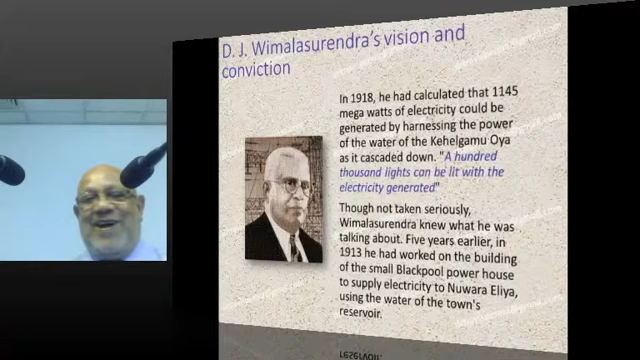 D. J. Wimalasurendra's vision and
conviction
In 1918, he had calculated that 1145
mega watts of electricity could be
generated by harnessing the power
of the water of the Kehelgamu Oya
as it cascaded down. "A hundred
thousand lights can be lit with the
electricity generated"
Though not taken seriously,
Wimalasurendra knew what he was
talking about. Five years earlier, in
1913 he had worked on the building
of the small Blackpool power house
to supply electricity to Nuwara Eliya,
using the water of the town's
reservoir.